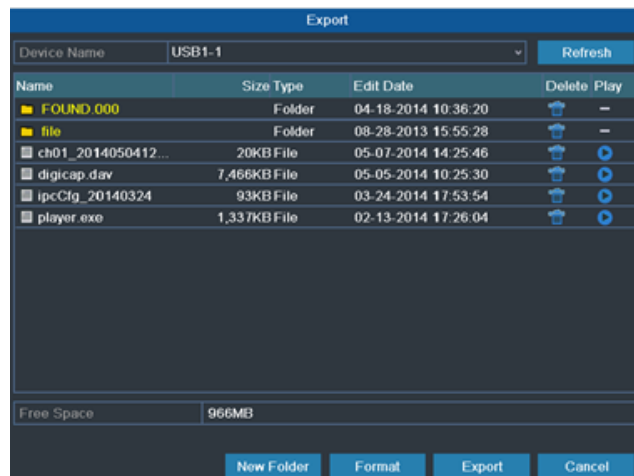 Export
Device Name USB1-1 Refresh
Name Size Type Edit Date Delete Play
FOUND.000 Folder 04-18-2014 10:36:20 –
file Folder 08-28-2013 15:55:28 –
ch01_2014050412... 20KB File 05-07-2014 14:25:46
digicap.dav 7,466KB File 05-05-2014 10:25:30
ipcCfg_20140324 93KB File 03-24-2014 17:53:54
player.exe 1,337KB File 02-13-2014 17:26:04
Free Space 966MB
New Folder Format Export Cancel